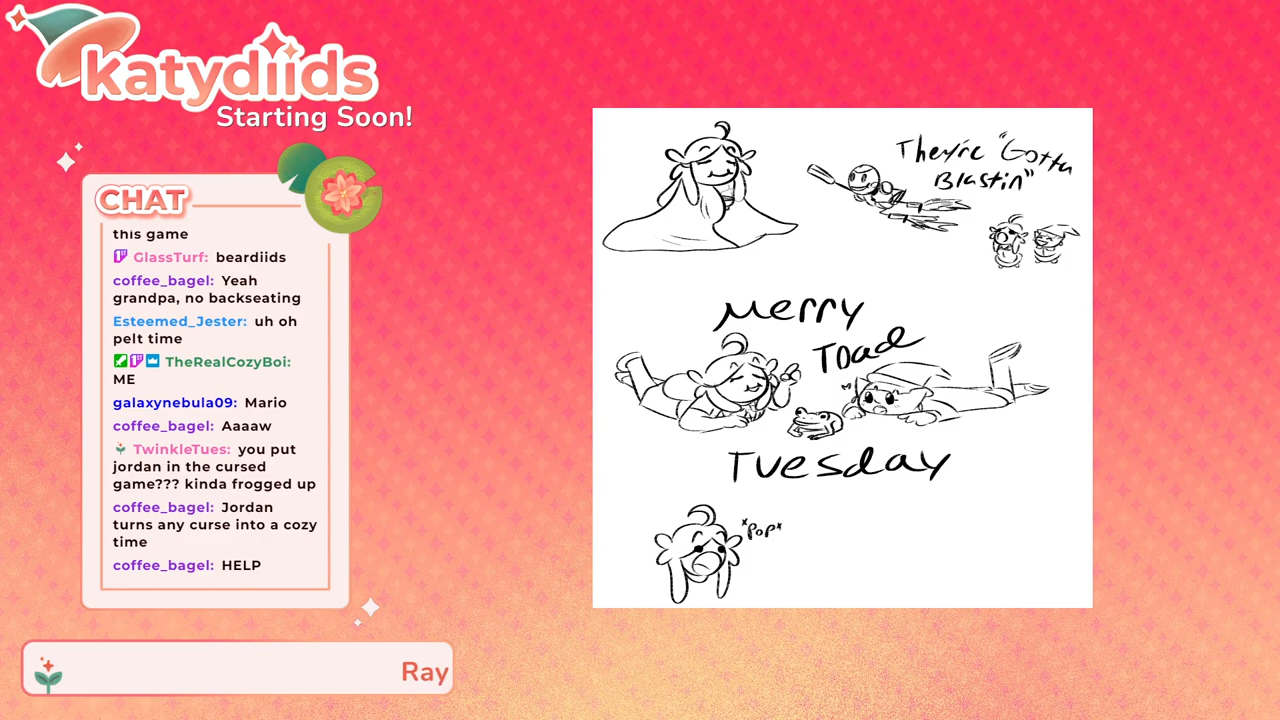 Katydiids
Starting Soon!
CHAT
this game
GlassTurf: beardiids
coffee_bagel: Yeah
grandpa, no backseating
Esteemed_Jester: uh oh
pelt time
TheRealCozyBoi:
ME
galaxynebula09: Mario
coffee_bagel: Aaaaw
TwinkleTues: you put
jordan in the cursed
game??? kinda frogged up
coffee_bagel: Jordan
turns any curse into a cozy
time
coffee_bagel: HELP
Ray
They're "Gotta
Blastin"
Merry
Toad
Tuesday
*pop*